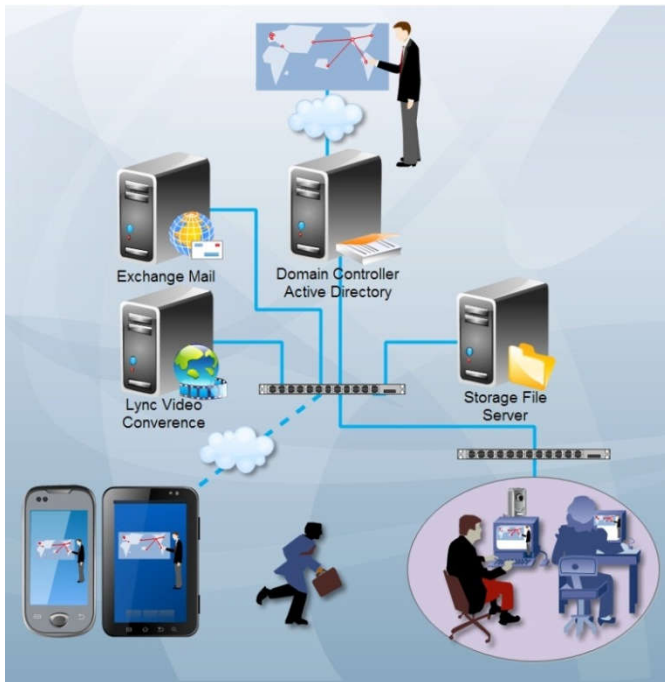 Exchange Mail
Domain Controller
Active Directory
Lync Video
Converence
Storage File
Server